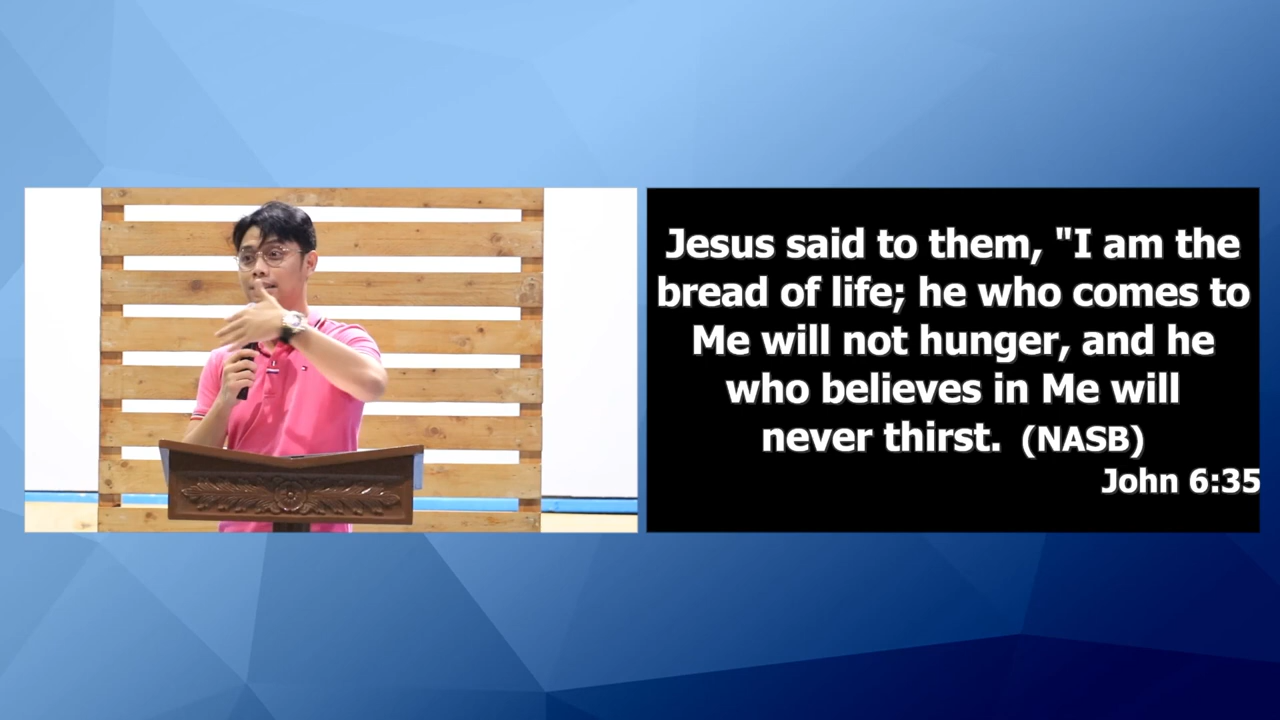 Jesus said to them, "I am the
bread of life; he who comes to
Me will not hunger, and he
who believes in Me will
never thirst. (NASB)
John 6:35